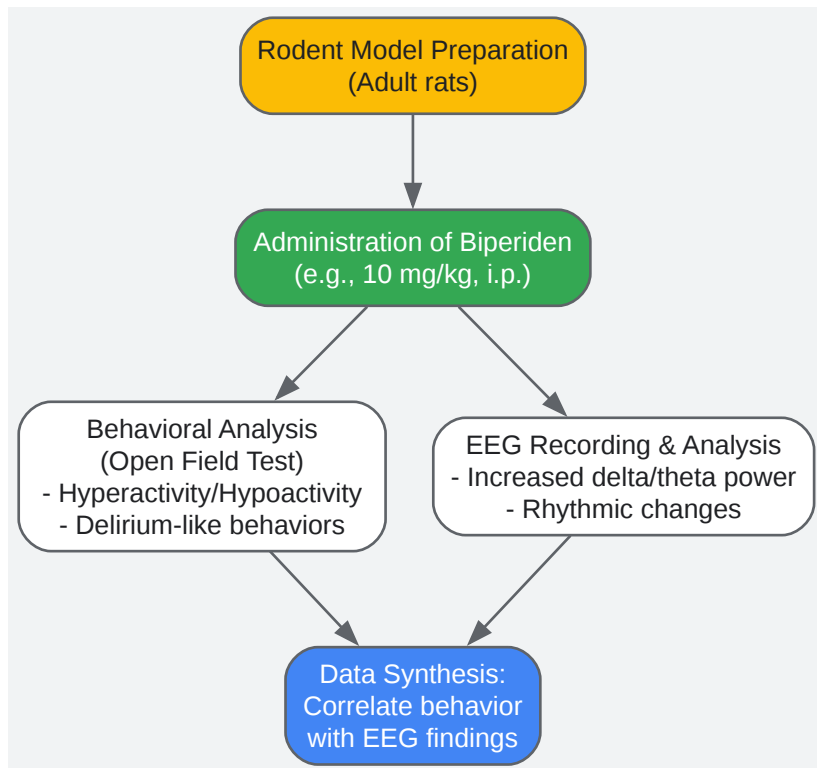 Rodent Model Preparation
(Adult rats)
Administration of Biperiden
(e.g., 10 mg/kg, i.p.)
Behavioral Analysis
(Open Field Test)
- Hyperactivity/Hypoactivity
- Delirium-like behaviors
EEG Recording & Analysis
- Increased delta/theta power
- Rhythmic changes
Data Synthesis:
Correlate behavior
with EEG findings